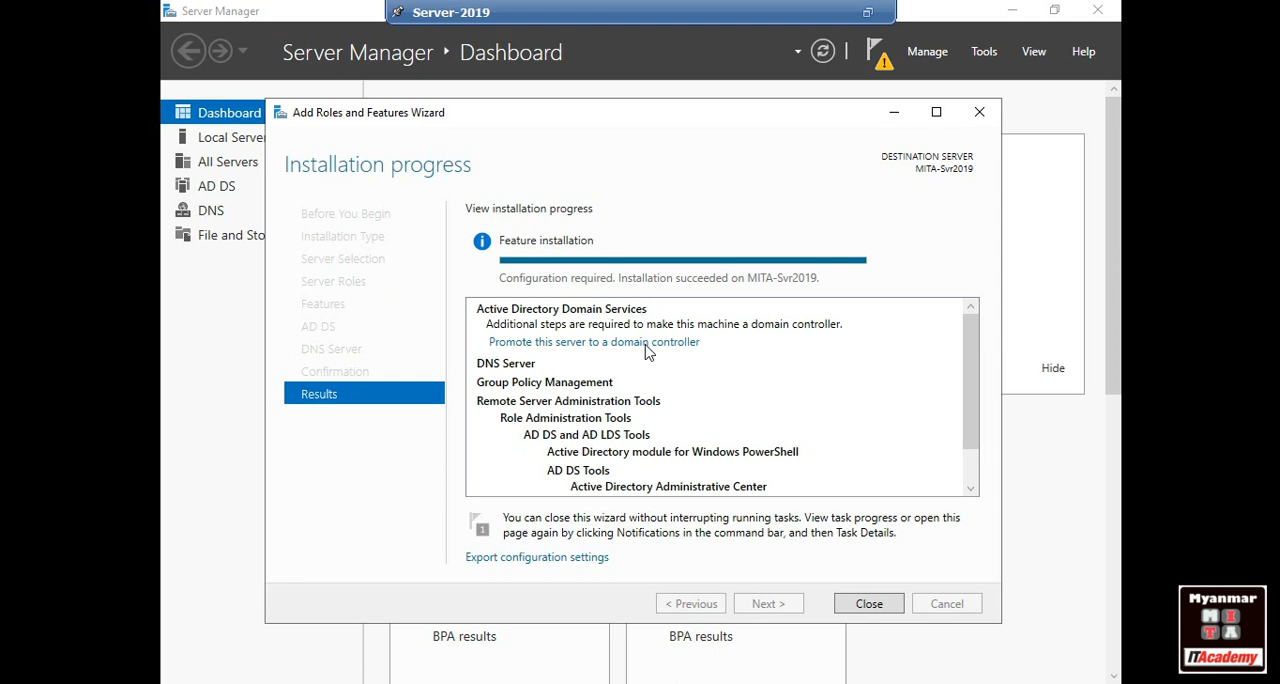 Server Manager
Server-2019
Server Manager ‣ Dashboard
Manage Tools View Help
Dashboard
Local Server
All Servers
AD DS
DNS
File and Sto
Add Roles and Features Wizard
Installation progress
DESTINATION SERVER
MITA-Svr2019
Before You Begin
Installation Type
Server Selection
Server Roles
Features
AD DS
DNS Server
Confirmation
Results
View installation progress
Feature installation
Configuration required. Installation succeeded on MITA-Svr2019.
Active Directory Domain Services
Additional steps are required to make this machine a domain controller.
Promote this server to a domain controller
DNS Server
Group Policy Management
Remote Server Administration Tools
Role Administration Tools
AD DS and AD LDS Tools
Active Directory module for Windows PowerShell
AD DS Tools
Active Directory Administrative Center
1
You can close this wizard without interrupting running tasks. View task progress or open this
page again by clicking Notifications in the command bar, and then Task Details.
Export configuration settings
< Previous
Next >
Close
Cancel
Hide
BPA results
BPA results
Myanmar
M I
T A
ITAcademy